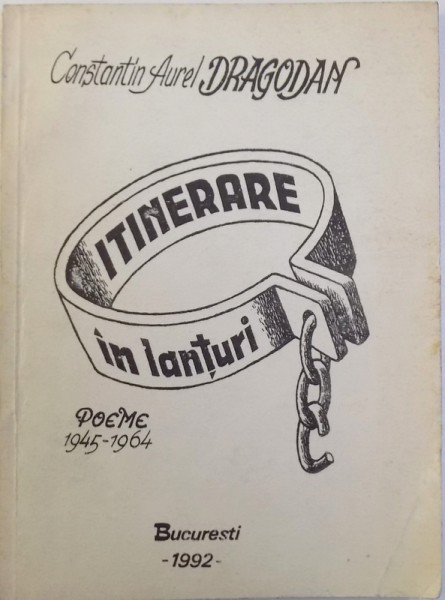 Constantin Aurel DRAGODAN
ITINERARE
în lanțuri
POEME
1945-1964
Bucuresti
-1992-